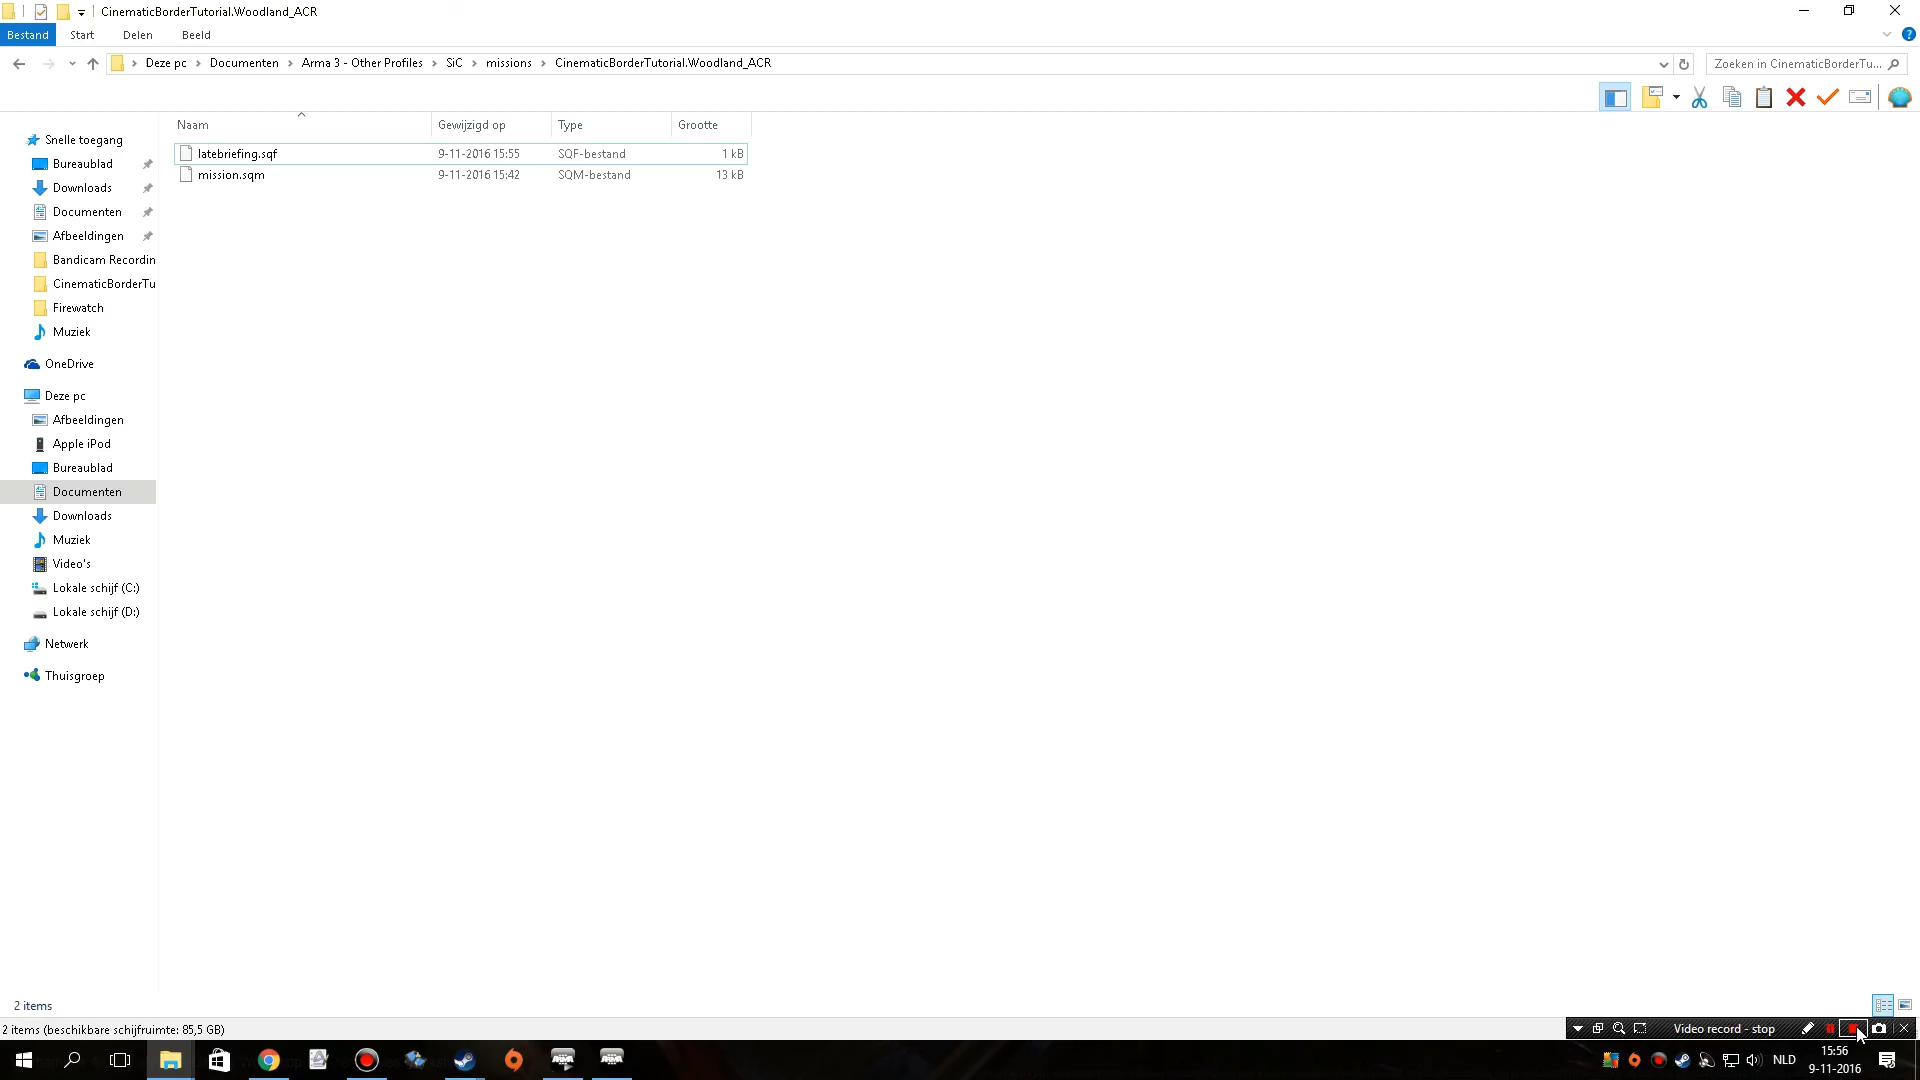 CinematicBorderTutorial.Woodland_ACR
Bestand Start Delen Beeld
Deze pc Documenten Arma 3 - Other Profiles SiC missions CinematicBorderTutorial.Woodland_ACR Zoeken in CinematicBorderTu...
Naam Gewijzigd op Type Grootte
latebriefing.sqf 9-11-2016 15:55 SQF-bestand 1 kB
mission.sqm 9-11-2016 15:42 SQM-bestand 13 kB
Snelle toegang
Bureaublad
Downloads
Documenten
Afbeeldingen
Bandicam Recordin
CinematicBorderTu
Firewatch
Muziek
OneDrive
Deze pc
Afbeeldingen
Apple iPod
Bureaublad
Documenten
Downloads
Muziek
Video's
Lokale schijf (C:)
Lokale schijf (D:)
Netwerk
Thuisgroep
2 items
2 items (beschikbare schijfruimte: 85,5 GB)
Video record - stop
NLD
15:56
9-11-2016